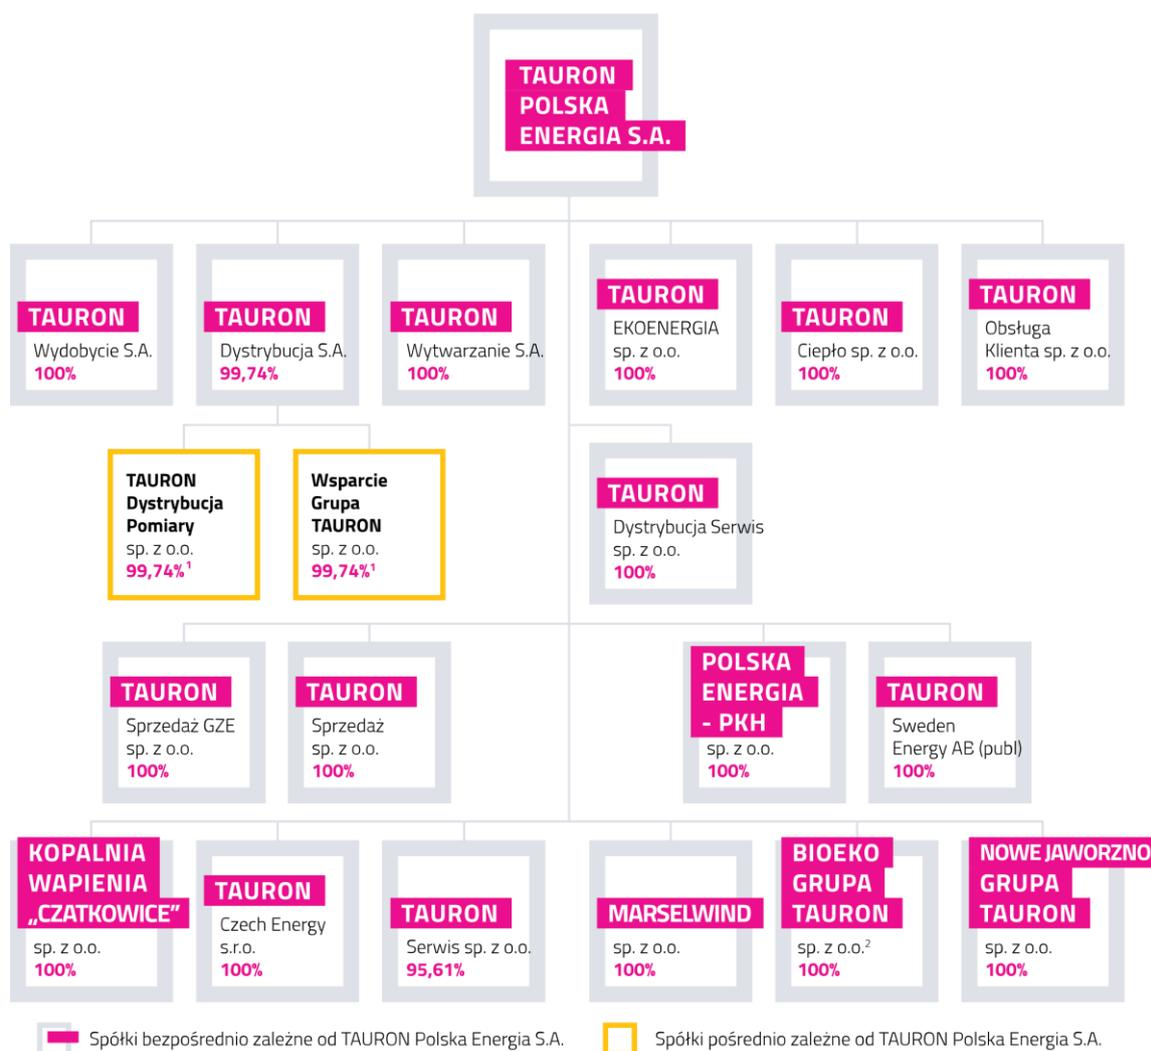 TAURON
POLSKA
ENERGIA S.A.
TAURON
Wydobycie S.A.
100%
TAURON
Dystrybucja S.A.
99,74%
TAURON
Wytwarzanie S.A.
100%
TAURON
EKOENERGIA
sp. z o.o.
100%
TAURON
Ciepło sp. z o.o.
100%
TAURON
Obsługa
Klienta sp. z o.o.
100%
TAURON
Dystrybucja
Pomiary
sp. z o.o.
99,74%¹
Wsparcie
Grupa
TAURON
sp. z o.o.
99,74%¹
TAURON
Dystrybucja Serwis
sp. z o.o.
100%
TAURON
Sprzedaż GZE
sp. z o.o.
100%
TAURON
Sprzedaż
sp. z o.o.
100%
POLSKA
ENERGIA
- PKH
sp. z o.o.
100%
TAURON
Sweden
Energy AB (publ)
100%
KOPALNIA
WAPIENIA
„CZATKOWICE”
sp. z o.o.
100%
TAURON
Czech Energy
s.r.o.
100%
TAURON
Serwis sp. z o.o.
95,61%
MARSELWIND
sp. z o.o.
100%
BIOEKO
GRUPA
TAURON
sp. z o.o.²
100%
NOWE JAWORZNO
GRUPA
TAURON
sp. z o.o.
100%
Spółki bezpośrednio zależne od TAURON Polska Energia S.A.
Spółki pośrednio zależne od TAURON Polska Energia S.A.